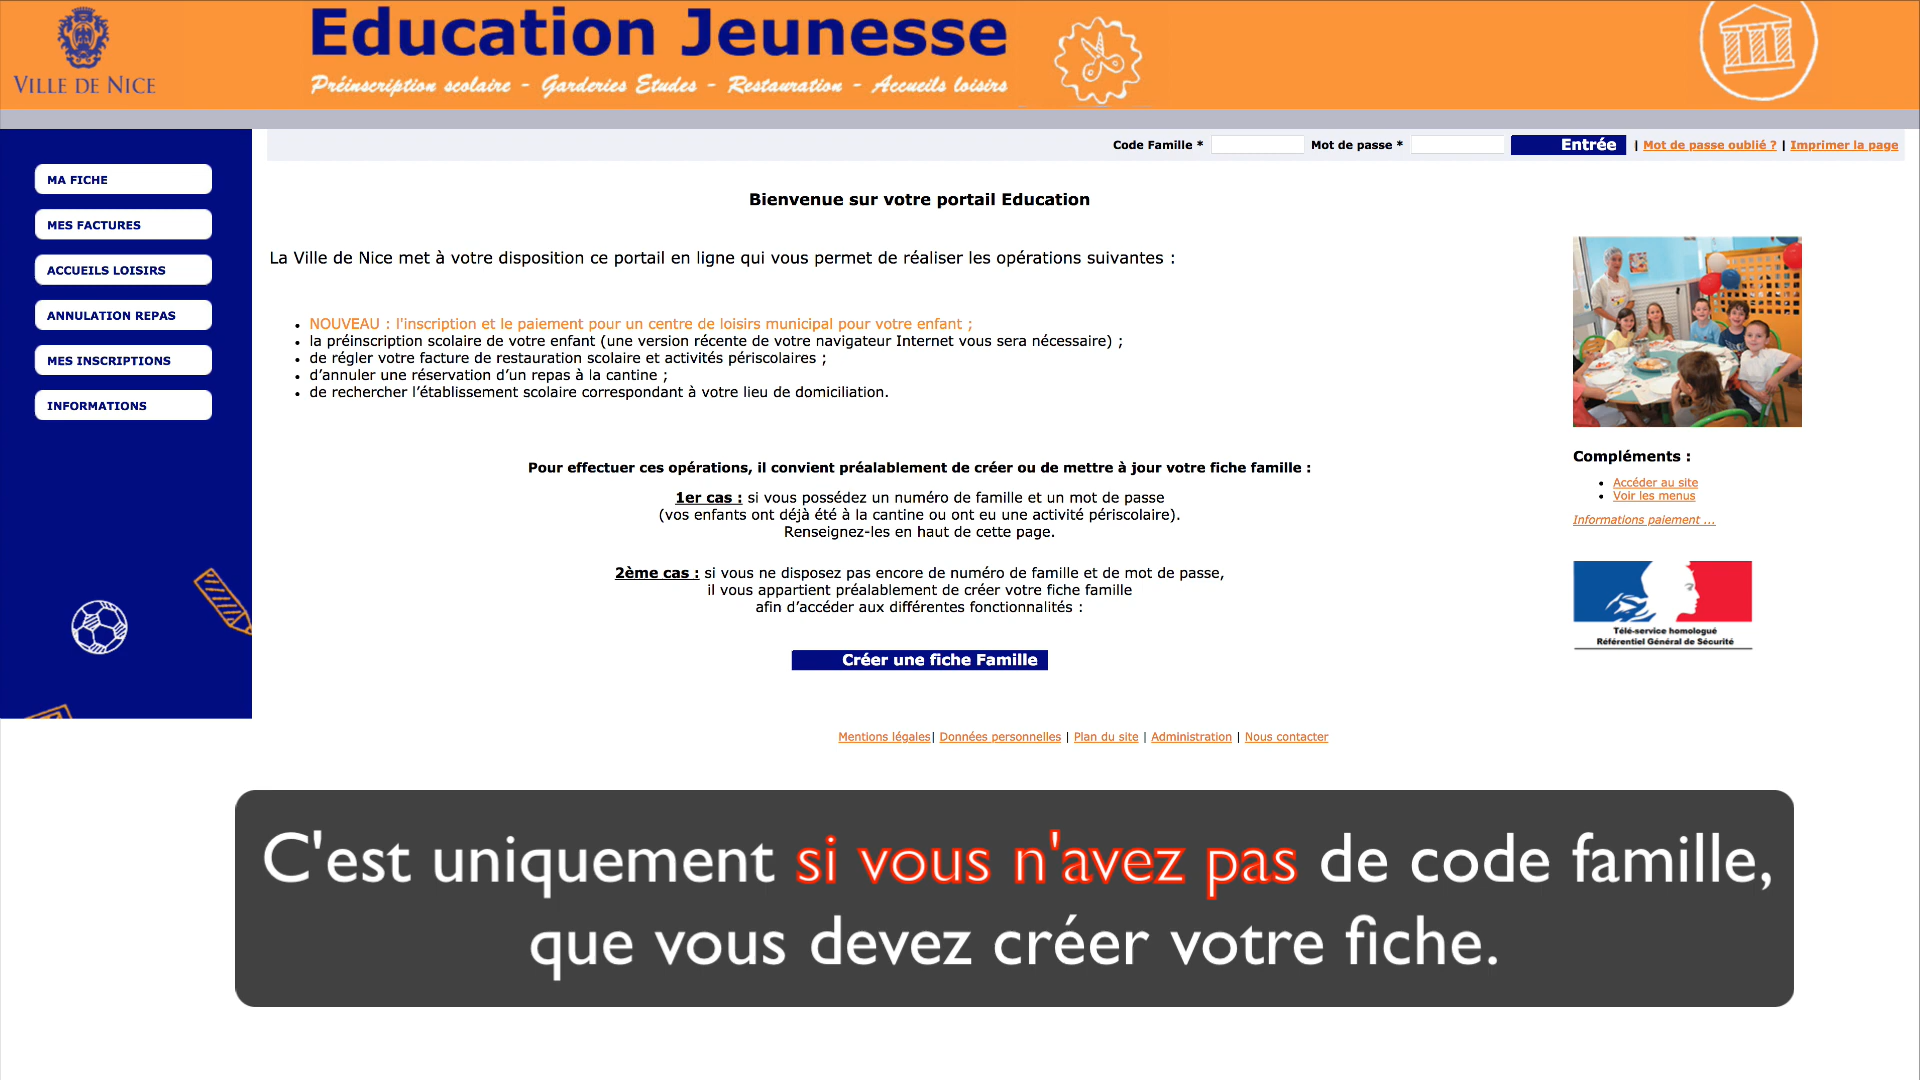 VILLE DE NICE
Education Jeunesse
Préinscription scolaire - Garderies Etudes - Restauration - Accueils loisirs
Code Famille * Mot de passe * Entrée | Mot de passe oublié ? | Imprimer la page
MA FICHE
MES FACTURES
ACCUEILS LOISIRS
ANNULATION REPAS
MES INSCRIPTIONS
INFORMATIONS
Bienvenue sur votre portail Education
La Ville de Nice met à votre disposition ce portail en ligne qui vous permet de réaliser les opérations suivantes :
• NOUVEAU : l'inscription et le paiement pour un centre de loisirs municipal pour votre enfant ;
• la préinscription scolaire de votre enfant (une version récente de votre navigateur Internet vous sera nécessaire) ;
• de régler votre facture de restauration scolaire et activités périscolaires ;
• d’annuler une réservation d’un repas à la cantine ;
• de rechercher l’établissement scolaire correspondant à votre lieu de domiciliation.
Pour effectuer ces opérations, il convient préalablement de créer ou de mettre à jour votre fiche famille :
1er cas : si vous possédez un numéro de famille et un mot de passe
(vos enfants ont déjà été à la cantine ou ont eu une activité périscolaire).
Renseignez-les en haut de cette page.
2ème cas : si vous ne disposez pas encore de numéro de famille et de mot de passe,
il vous appartient préalablement de créer votre fiche famille
afin d’accéder aux différentes fonctionnalités :
Créer une fiche Famille
Compléments :
• Accéder au site
• Voir les menus
Informations paiement ...
Télé-service homologué
Référentiel Général de Sécurité
Mentions légales| Données personnelles | Plan du site | Administration | Nous contacter
C'est uniquement si vous n'avez pas de code famille,
que vous devez créer votre fiche.